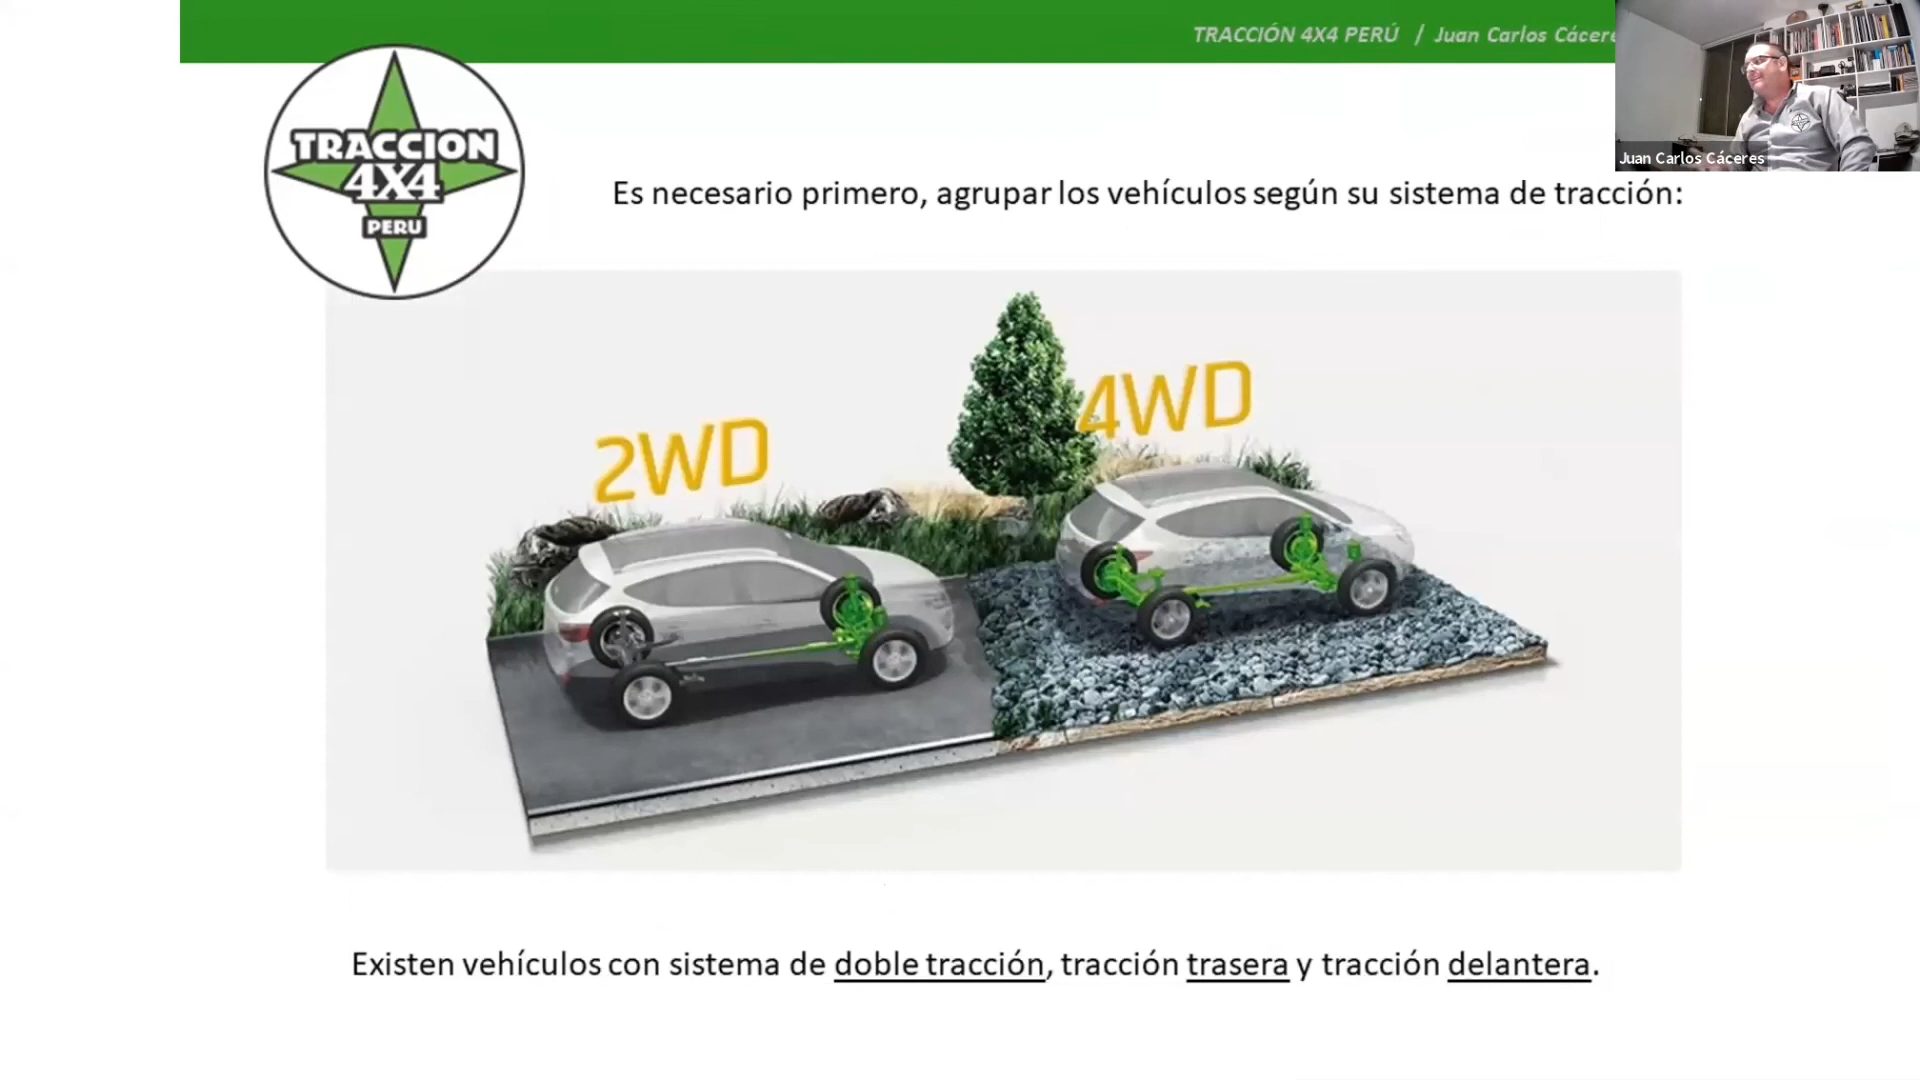 TRACCIÓN 4X4 PERÚ / Juan Carlos Cácere
Juan Carlos Cáceres
TRACCION
4X4
PERU
Es necesario primero, agrupar los vehículos según su sistema de tracción:
2WD
4WD
Existen vehículos con sistema de doble tracción, tracción trasera y tracción delantera.